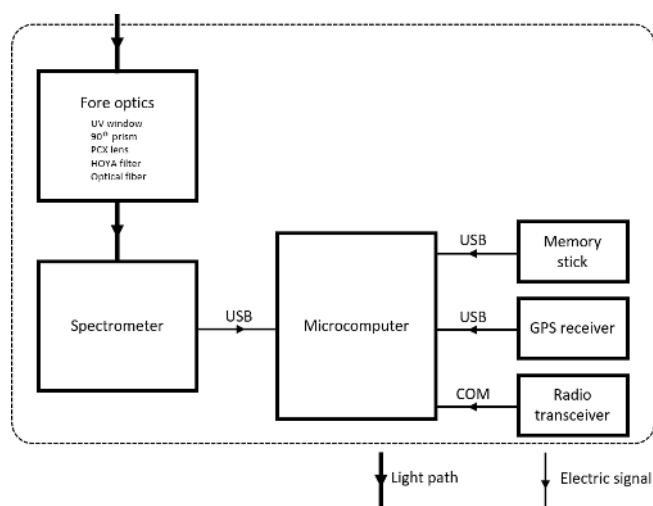 Fore optics
UV window
90th prism
PCX lens
HOYA filter
Optical fiber
Spectrometer
USB
Microcomputer
USB
Memory
stick
USB
GPS receiver
COM
Radio
transceiver
Light path
Electric signal